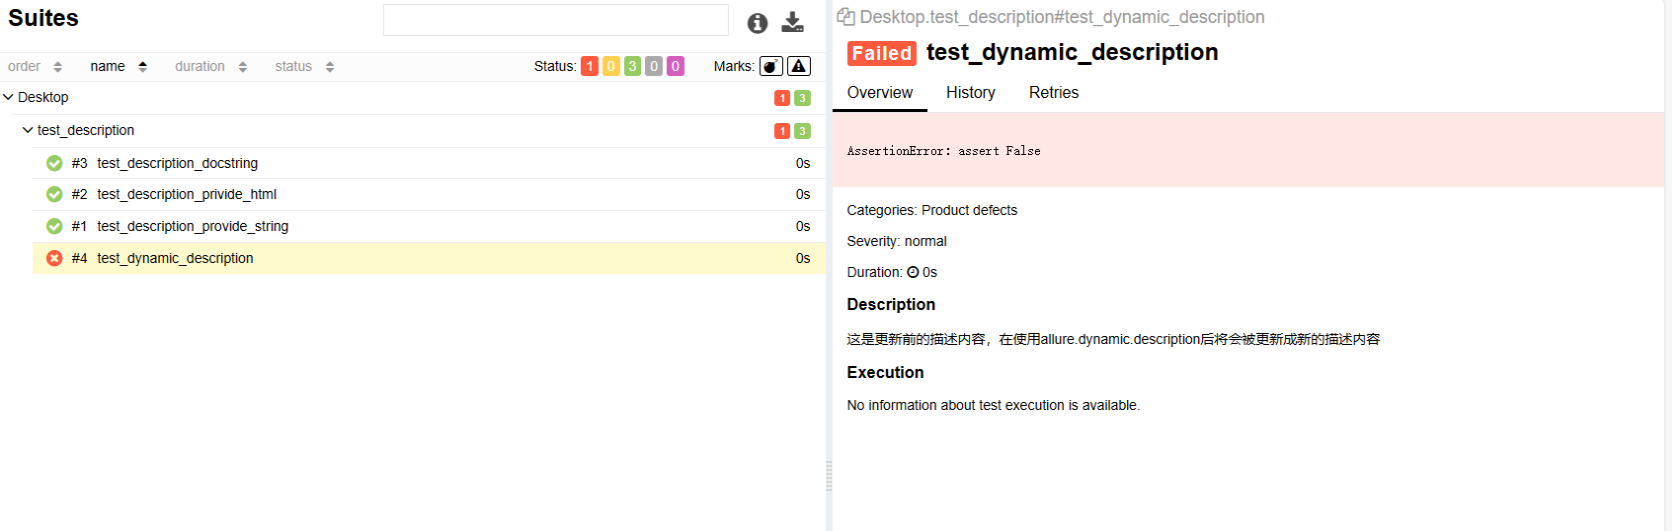 Suites
order name duration status Status: 1 0 3 0 0 Marks:
Desktop 1 3
test_description 1 3
#3 test_description_docstring 0s
#2 test_description_privide_html 0s
#1 test_description_provide_string 0s
#4 test_dynamic_description 0s
Desktop.test_description#test_dynamic_description
Failed test_dynamic_description
Overview History Retries
AssertionError: assert False
Categories: Product defects
Severity: normal
Duration: 0s
Description
这是更新前的描述内容，在使用allure.dynamic.description后将会被更新成新的描述内容
Execution
No information about test execution is available.